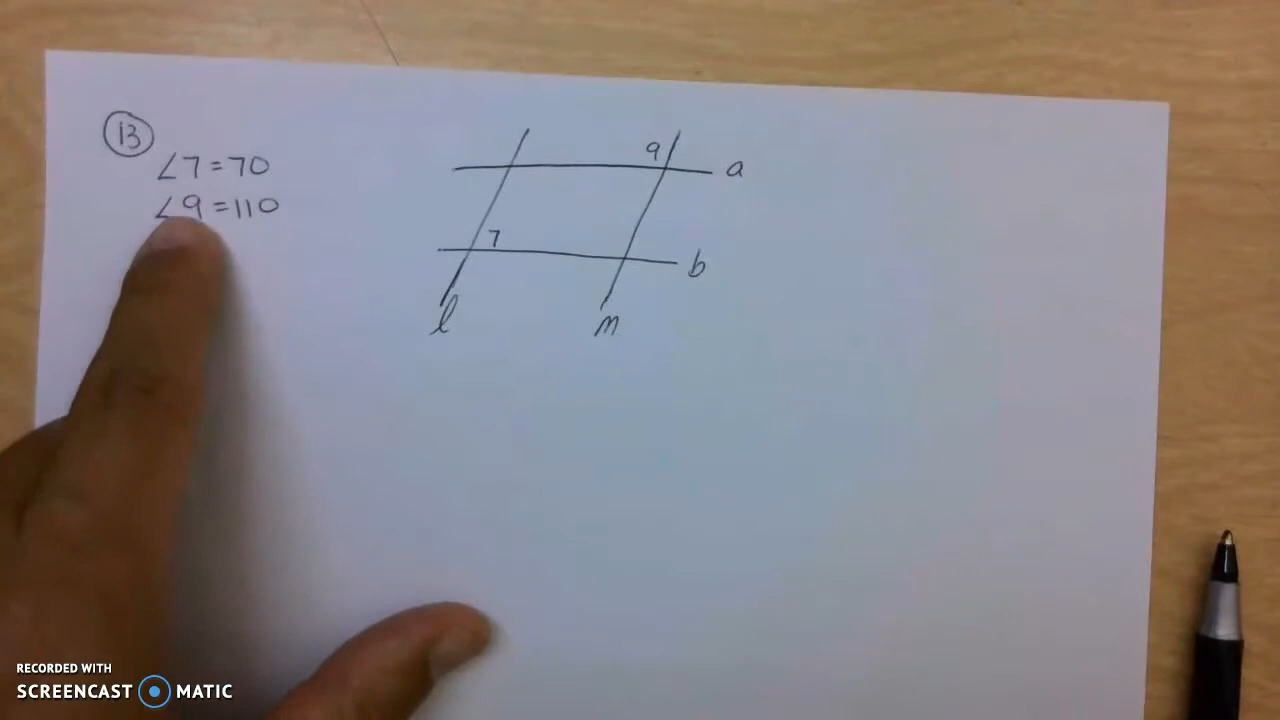 13
∠7=70
∠9=110
9
a
7
b
l
m
RECORDED WITH
SCREENCAST MATIC